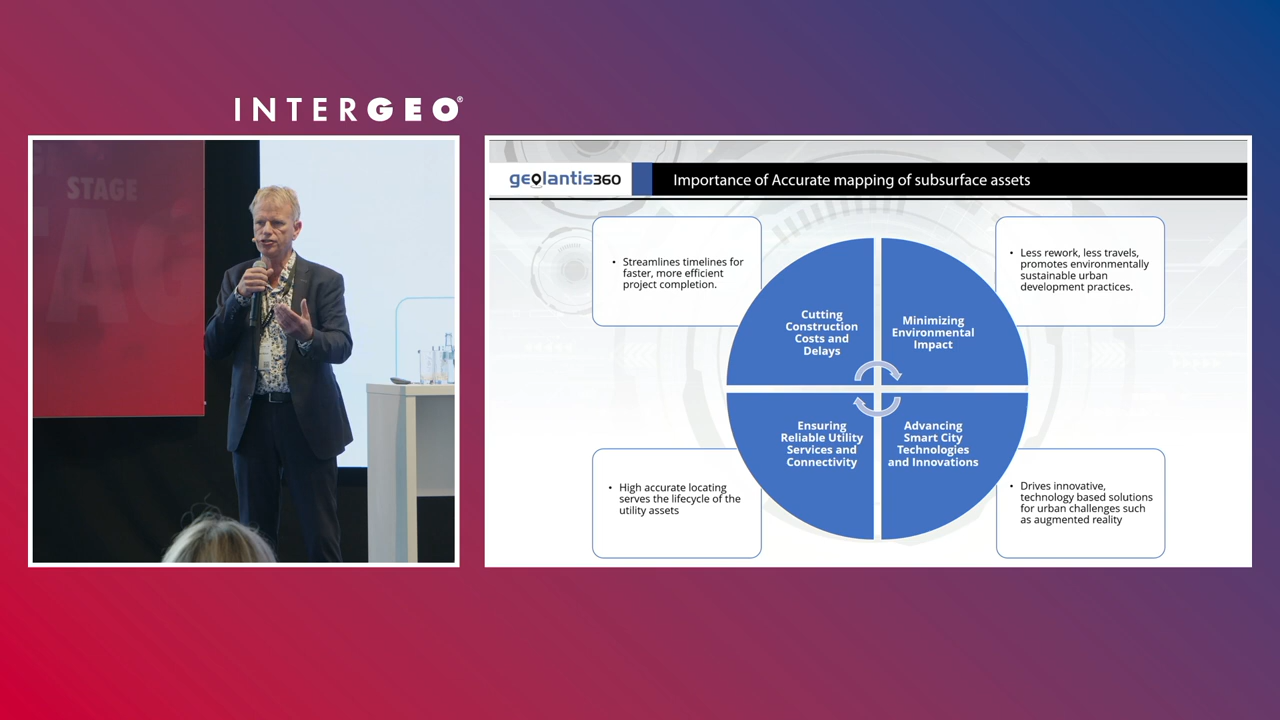 INTERGEO®
STAGE
geolantis360
Importance of Accurate mapping of subsurface assets
• Streamlines timelines for
faster, more efficient
project completion.
• Less rework, less travels,
promotes environmentally
sustainable urban
development practices.
Cutting
Construction
Costs and
Delays
Minimizing
Environmental
Impact
Ensuring
Reliable Utility
Services and
Connectivity
Advancing
Smart City
Technologies
and Innovations
• High accurate locating
serves the lifecycle of the
utility assets
• Drives innovative,
technology based solutions
for urban challenges such
as augmented reality